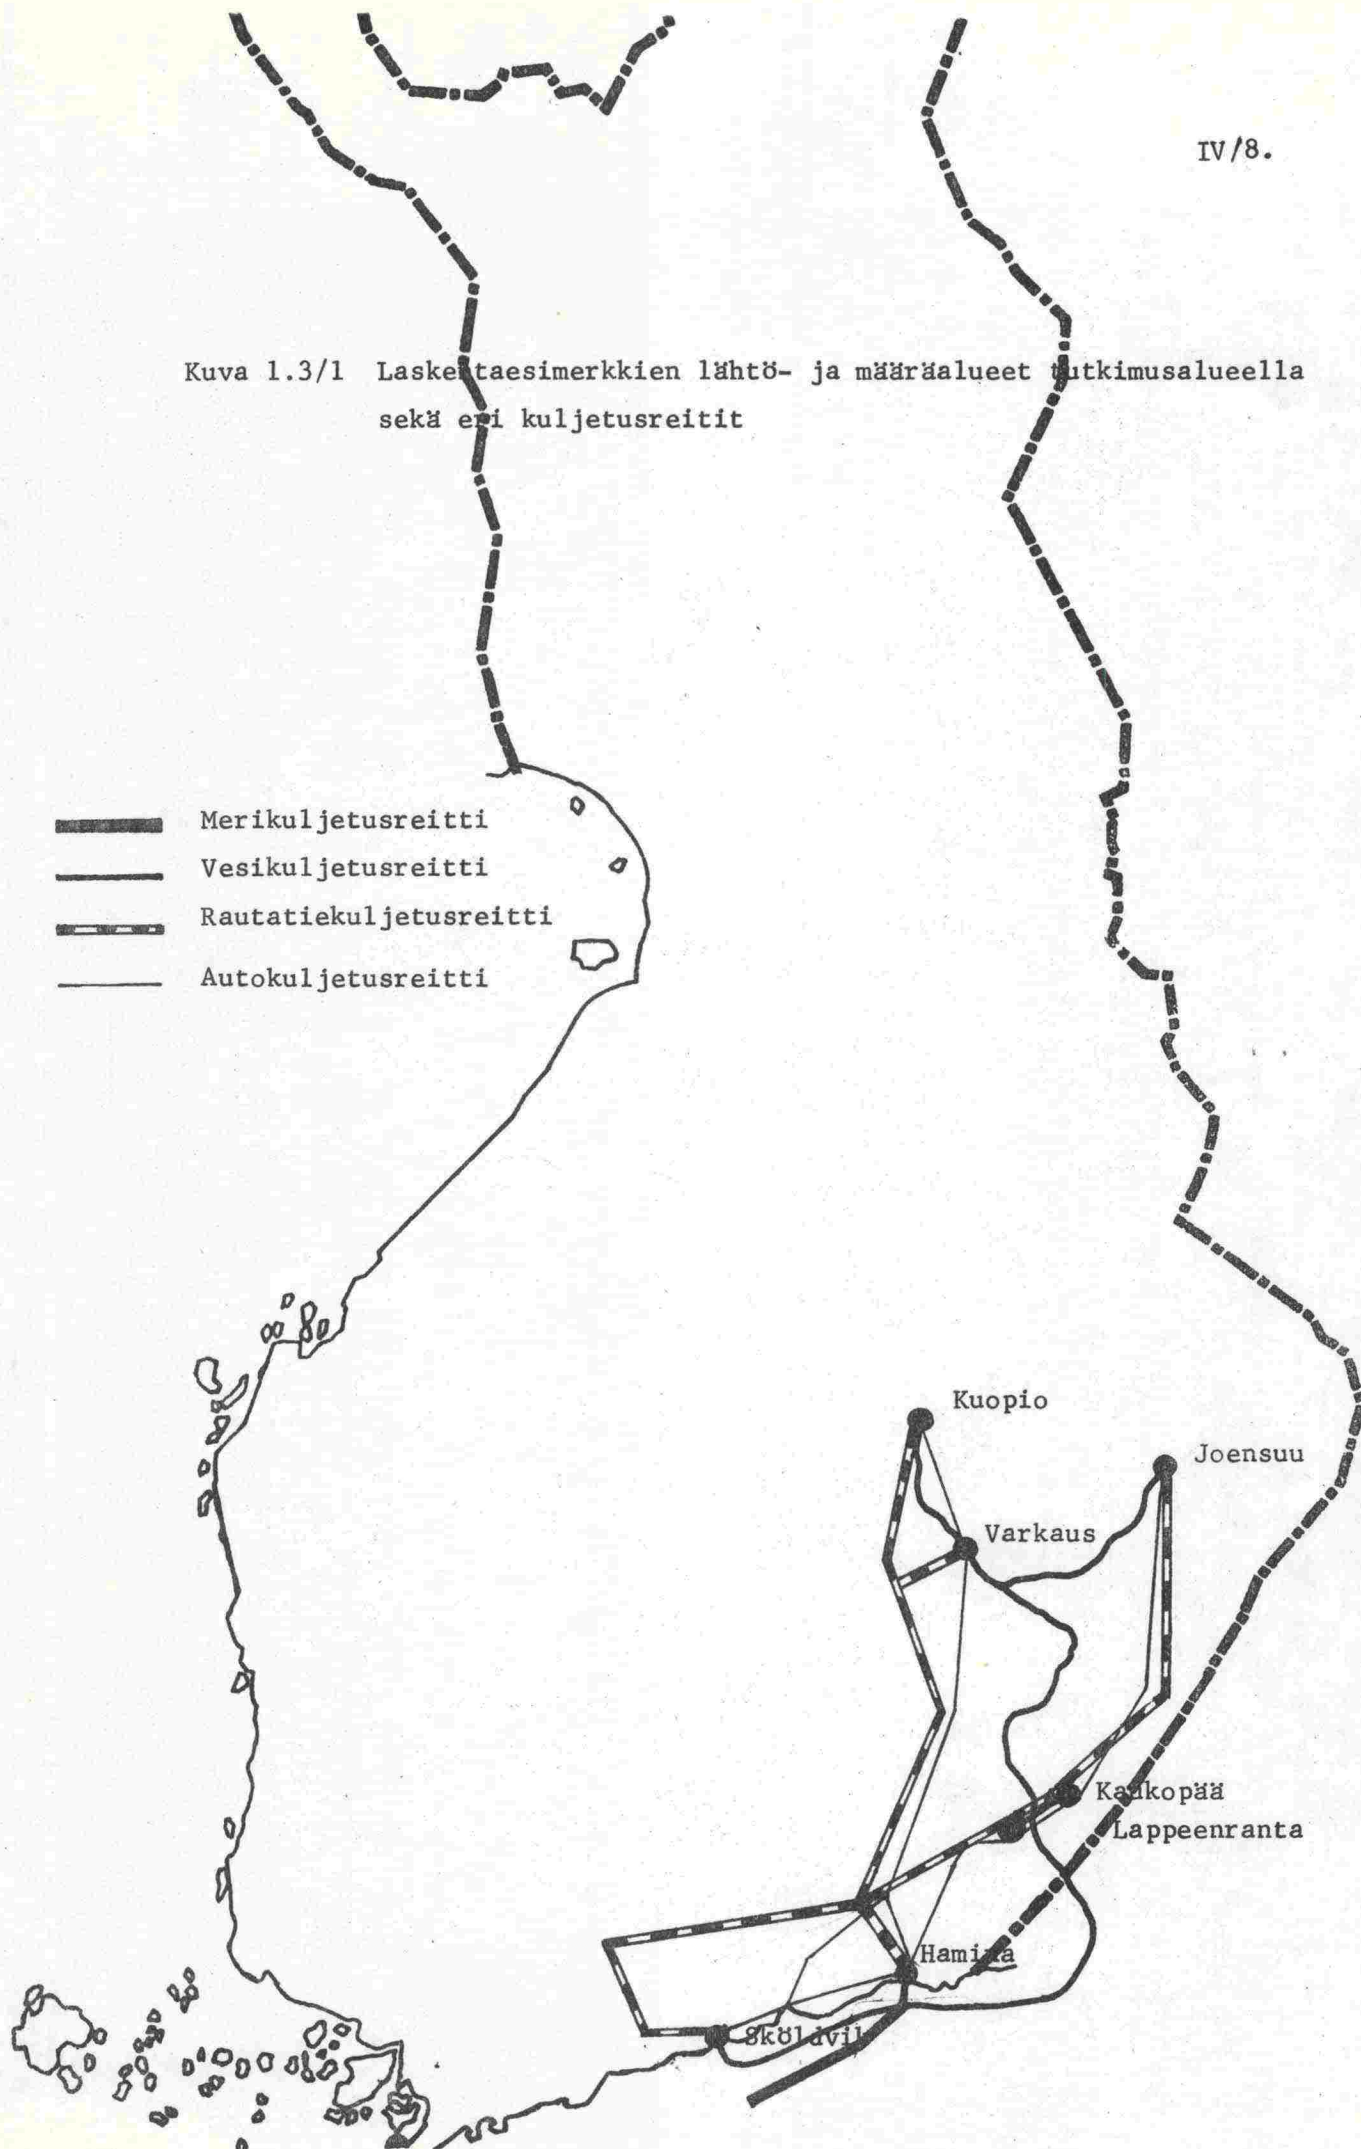 IV/8.
Kuva 1.3/1 Laskentaesimerkkien lähtö- ja määräalueet tutkimusalueella
sekä eri kuljetusreitit
Merikuljetusreitti
Vesikuljetusreitti
Rautatiekuljetusreitti
Autokuljetusreitti
Kuopio
Joensuu
Varkaus
Kaukopää
Lappeenranta
Hamina
Sköldvik